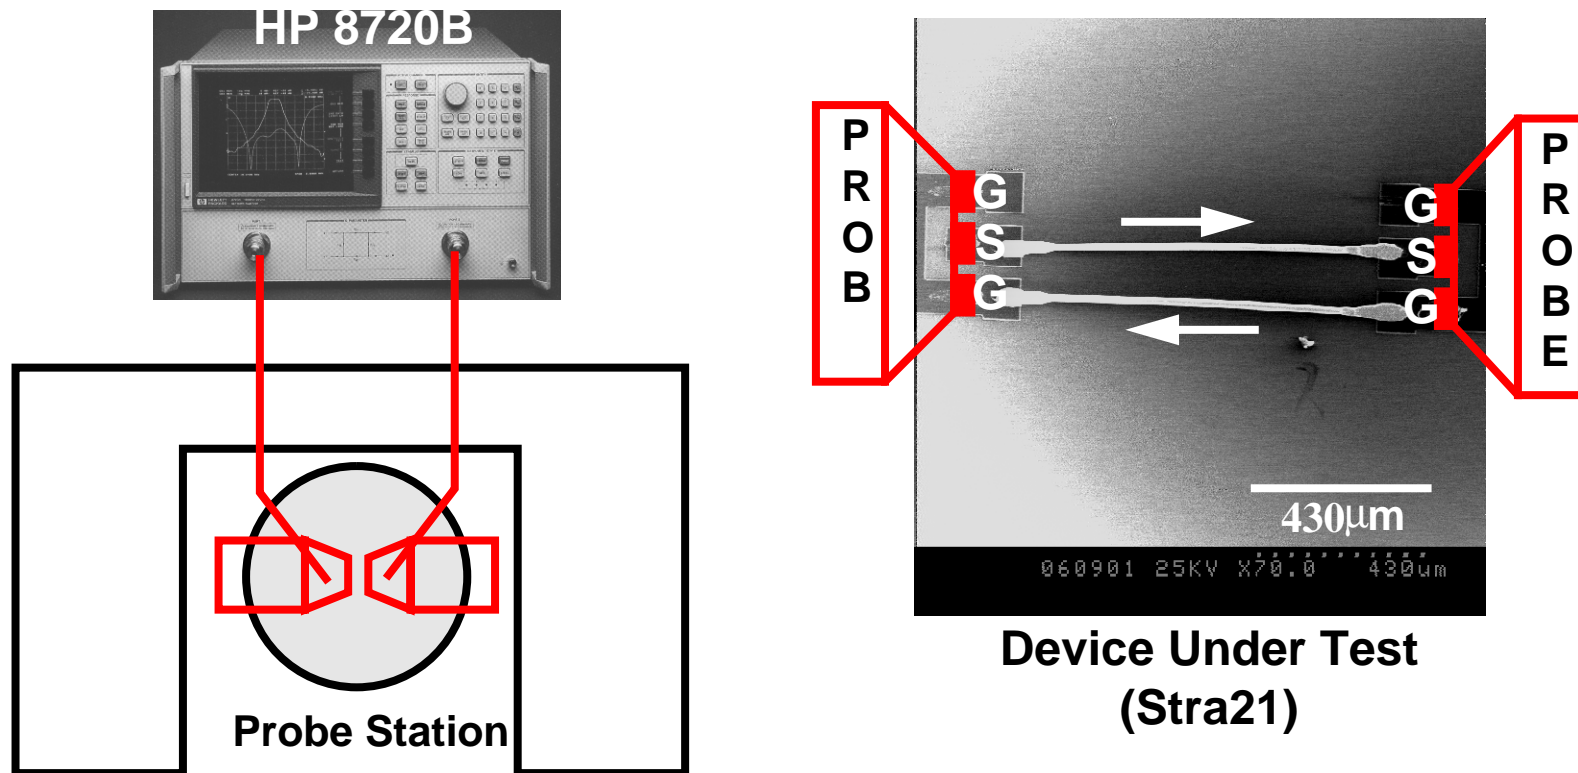 HP 8720B
Probe Station
P
R
O
B
G
S
G
G
S
G
P
R
O
B
E
430μm
060901 25KV X70.0 430um
Device Under Test
(Stra21)